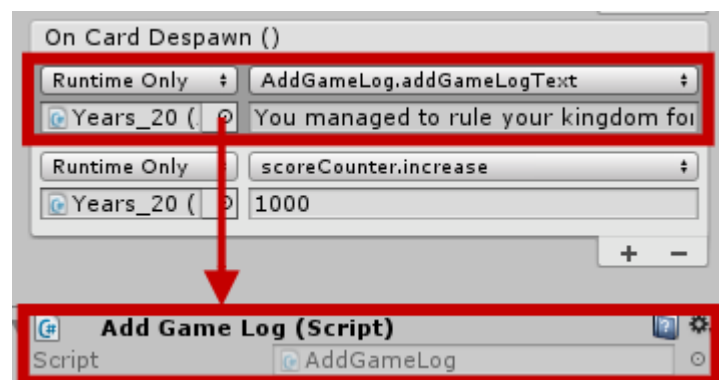 On Card Despawn ()
Runtime Only AddGameLog.addGameLogText
Years_20 (. You managed to rule your kingdom for
Runtime Only scoreCounter.increase
Years_20 ( 1000
+ −
Add Game Log (Script)
Script AddGameLog